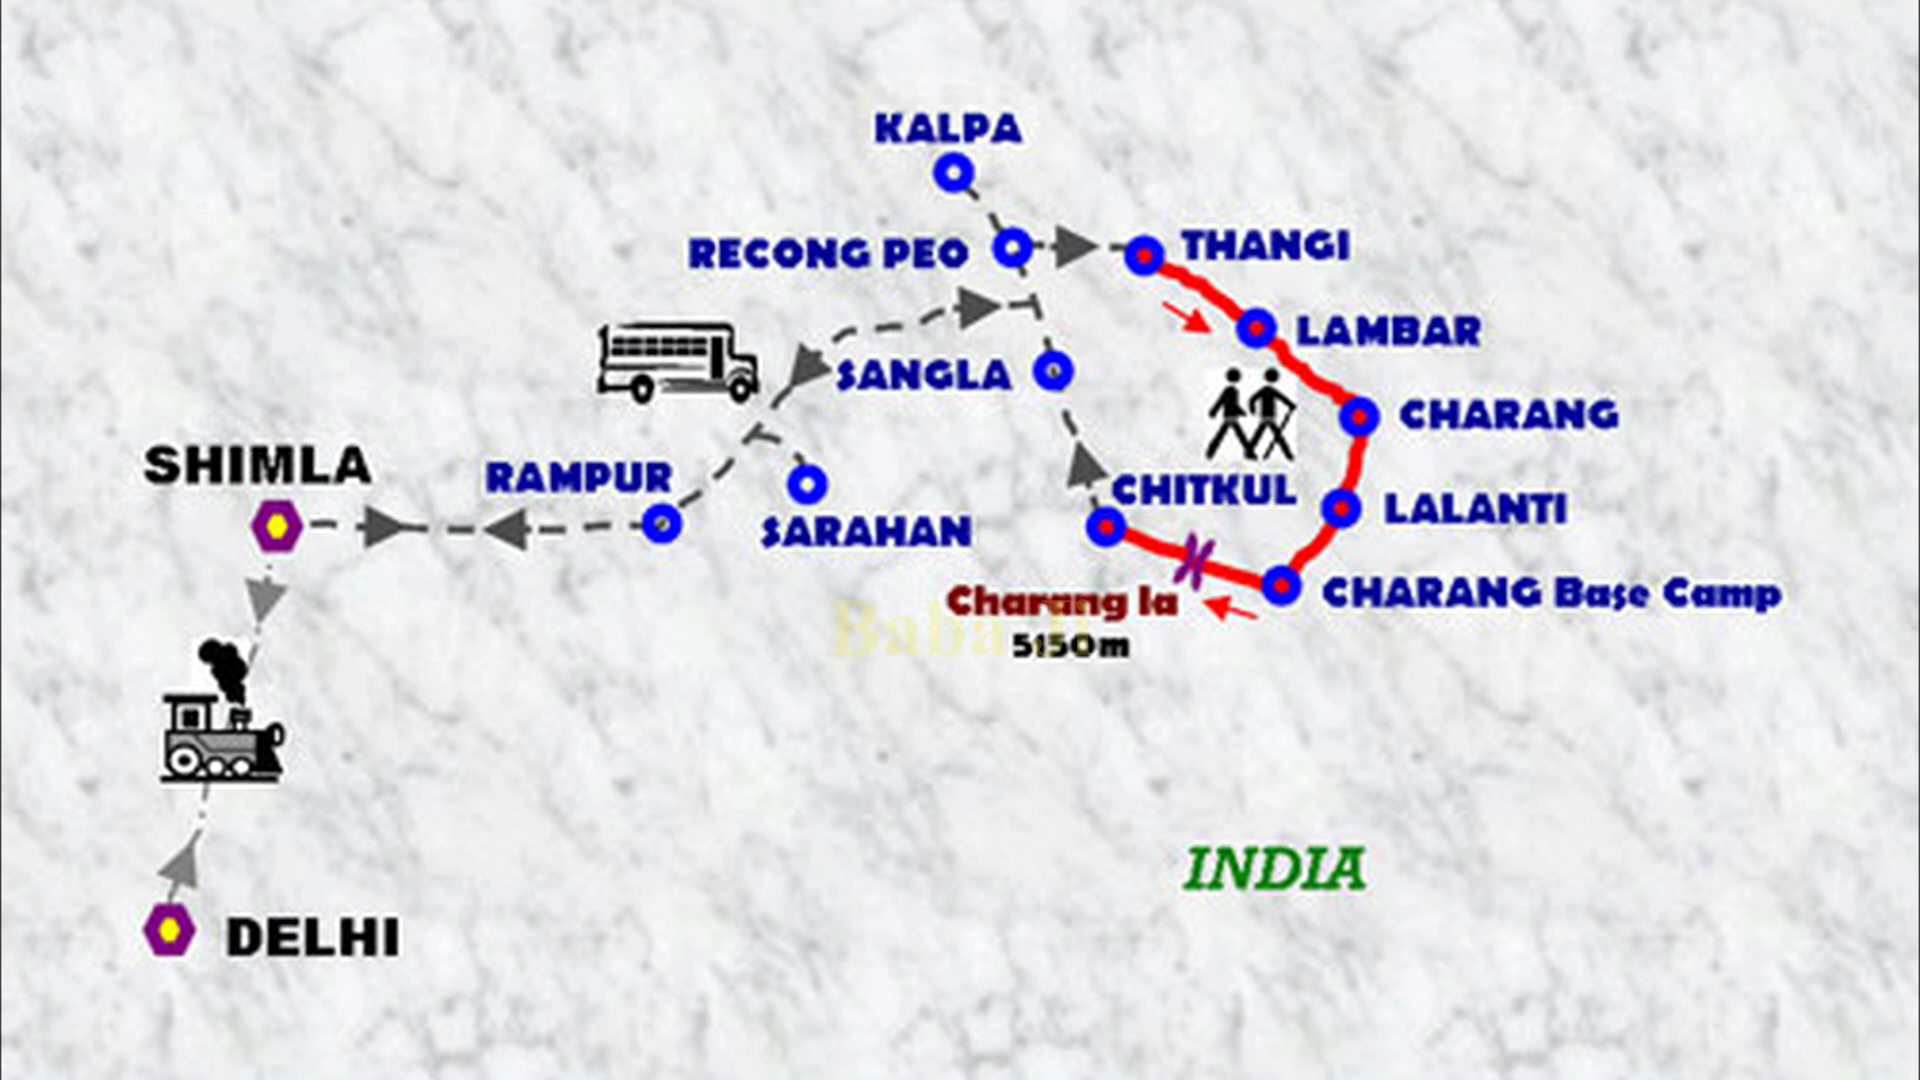 KALPA
RECONG PEO
THANGI
LAMBAR
SANGLA
CHARANG
SHIMLA
RAMPUR
CHITKUL
LALANTI
SARAHAN
CHARANG Base Camp
Charang la
5150m
INDIA
DELHI